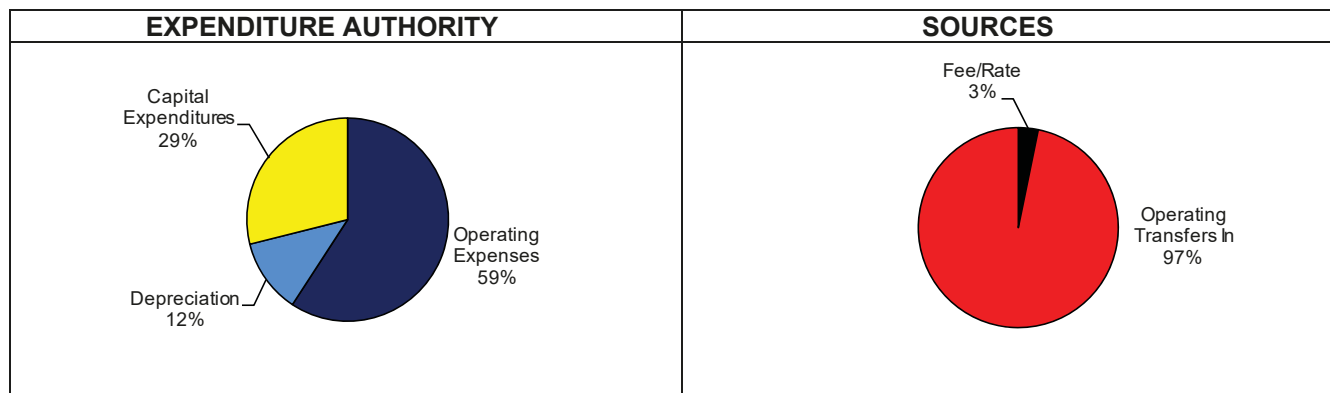 EXPENDITURE AUTHORITY
Capital
Expenditures
29%
Operating
Expenses
59%
Depreciation
12%
SOURCES
Fee/Rate
3%
Operating
Transfers In
97%